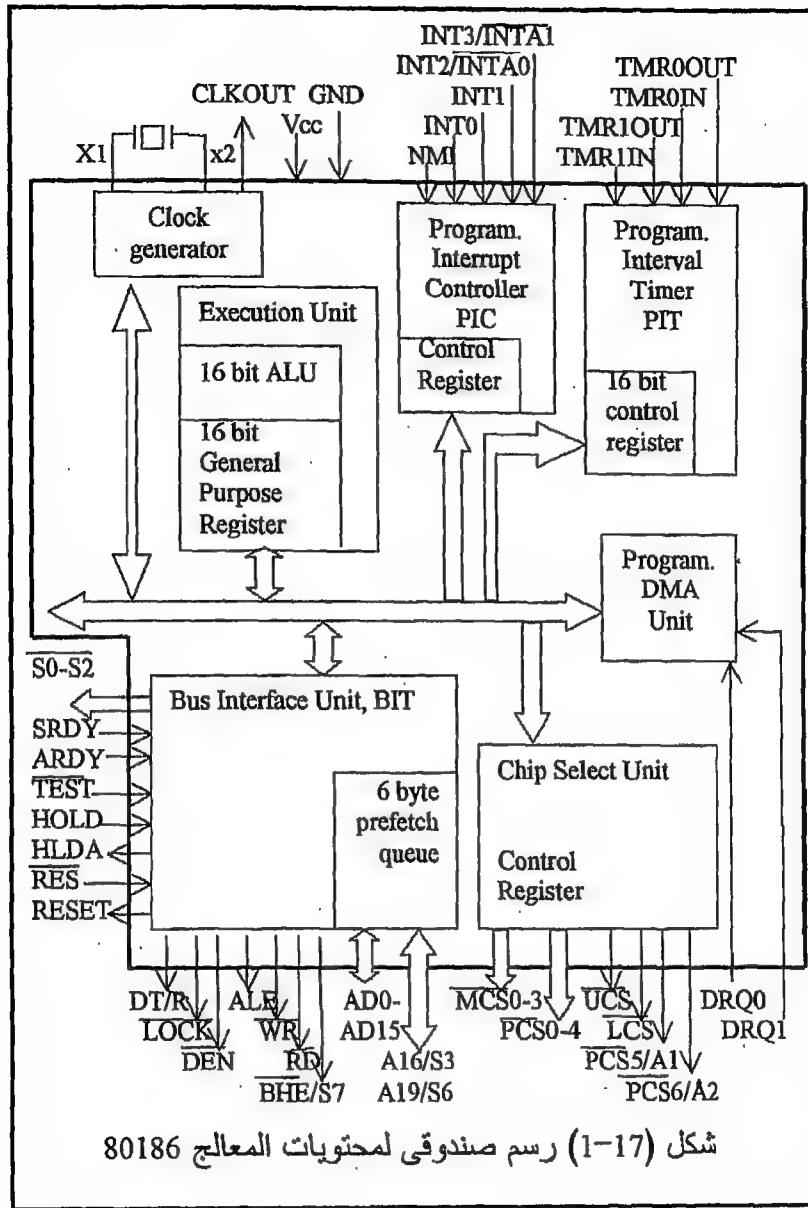 INT3/INTA1
INT2/INTA0
TMR0OUT
CLKOUT GND
INT1
TMR0IN
Vcc
INT0
TMR1OUT
X1
x2
NMI
TMR1IN
Clock
generator
Program.
Interrupt
Controller
PIC
Control
Register
Program.
Interval
Timer
PIT
16 bit
control
register
Execution Unit
16 bit ALU
16 bit
General
Purpose
Register
Program.
DMA
Unit
S0-S2
SRDY
ARDY
TEST
HOLD
HLDA
RES
RESET
Bus Interface Unit, BIT
6 byte
prefetch
queue
Chip Select Unit
Control
Register
DT/R
LOCK
DEN
ALE
WR
RD
BHE/S7
AD0-
AD15
A16/S3
A19/S6
MCS0-3
PCS0-4
UCS
LCS
PCS5/A1
PCS6/A2
DRQ0
DRQ1
شكل (1-17) رسم صندوقى لمحتويات المعالج 80186